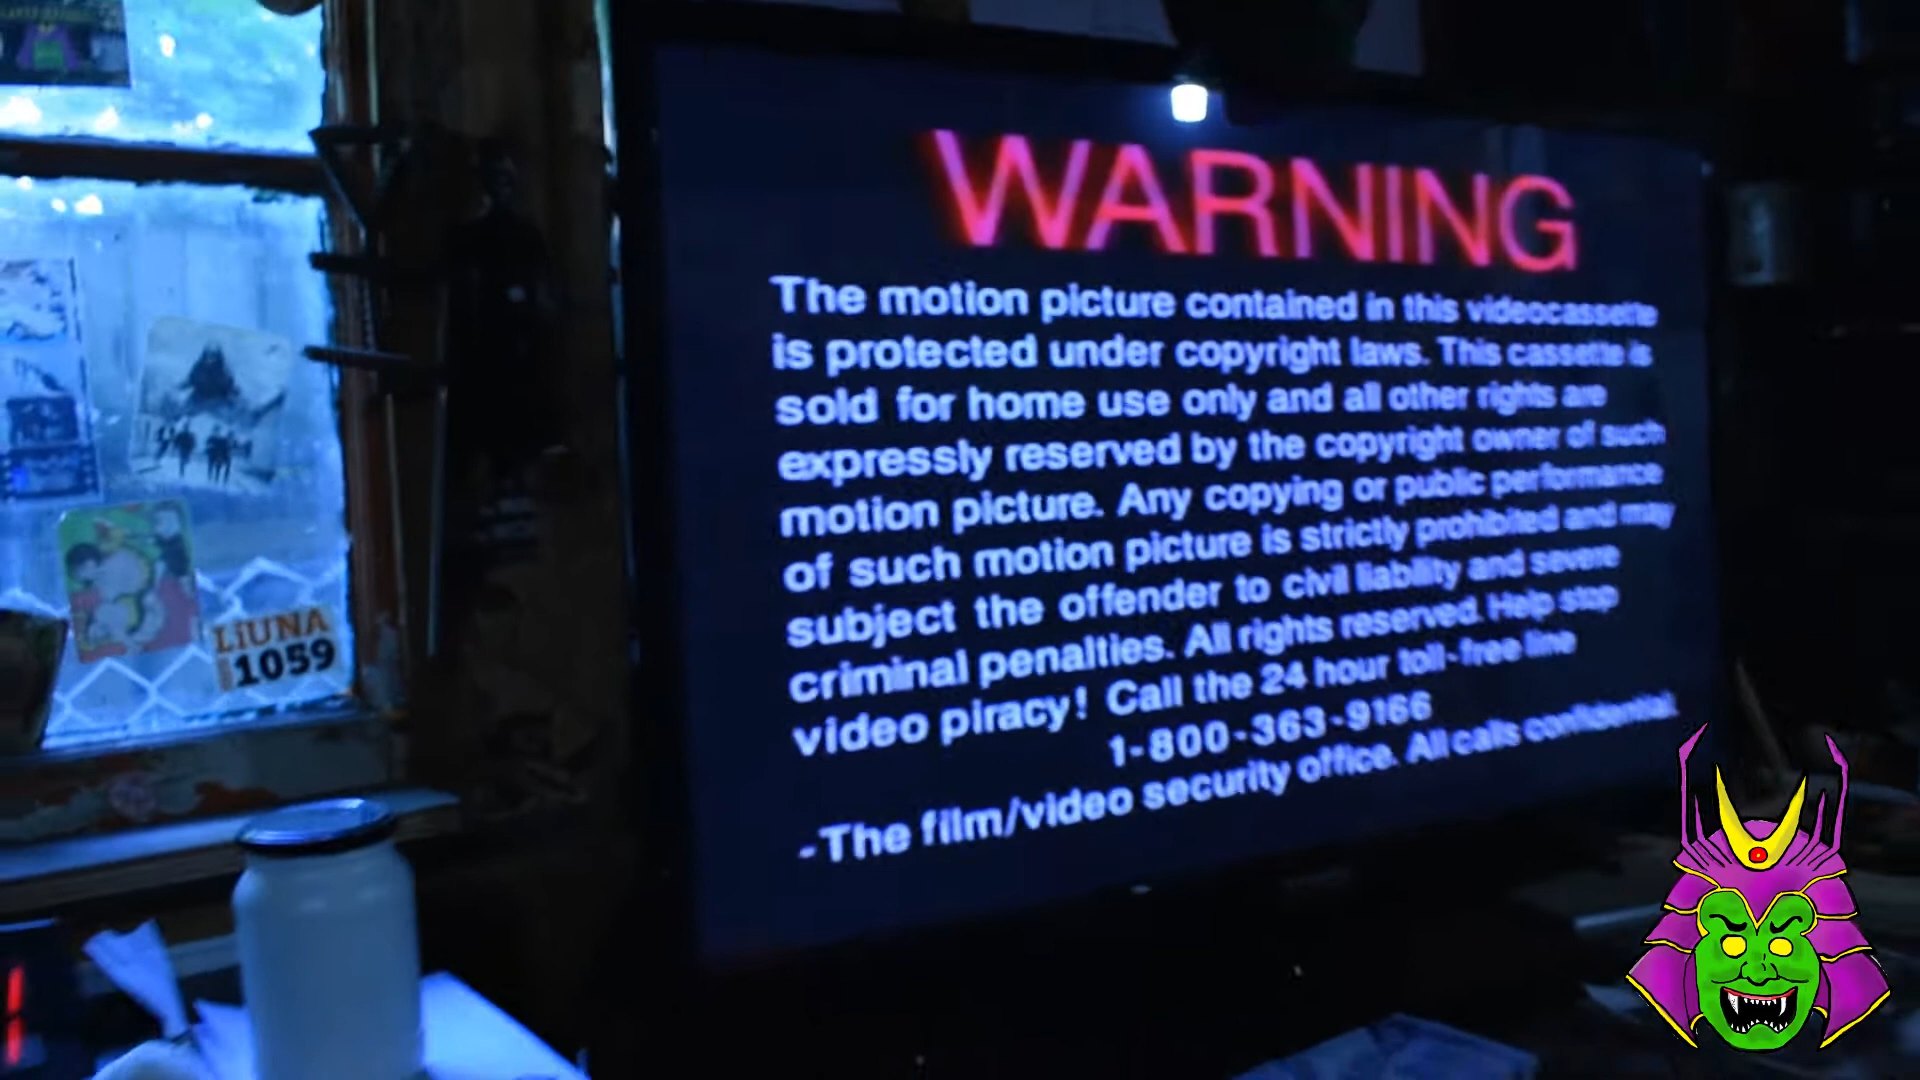 WARNING
The motion picture contained in this videocassette
is protected under copyright laws. This cassette is
sold for home use only and all other rights are
expressly reserved by the copyright owner of such
motion picture. Any copying or public performance
of such motion picture is strictly prohibited and may
subject the offender to civil liability and severe
criminal penalties. All rights reserved. Help stop
video piracy! Call the 24 hour toll-free line
1-800-363-9166
-The film/video security office. All calls confidential.
LiUNA
1059